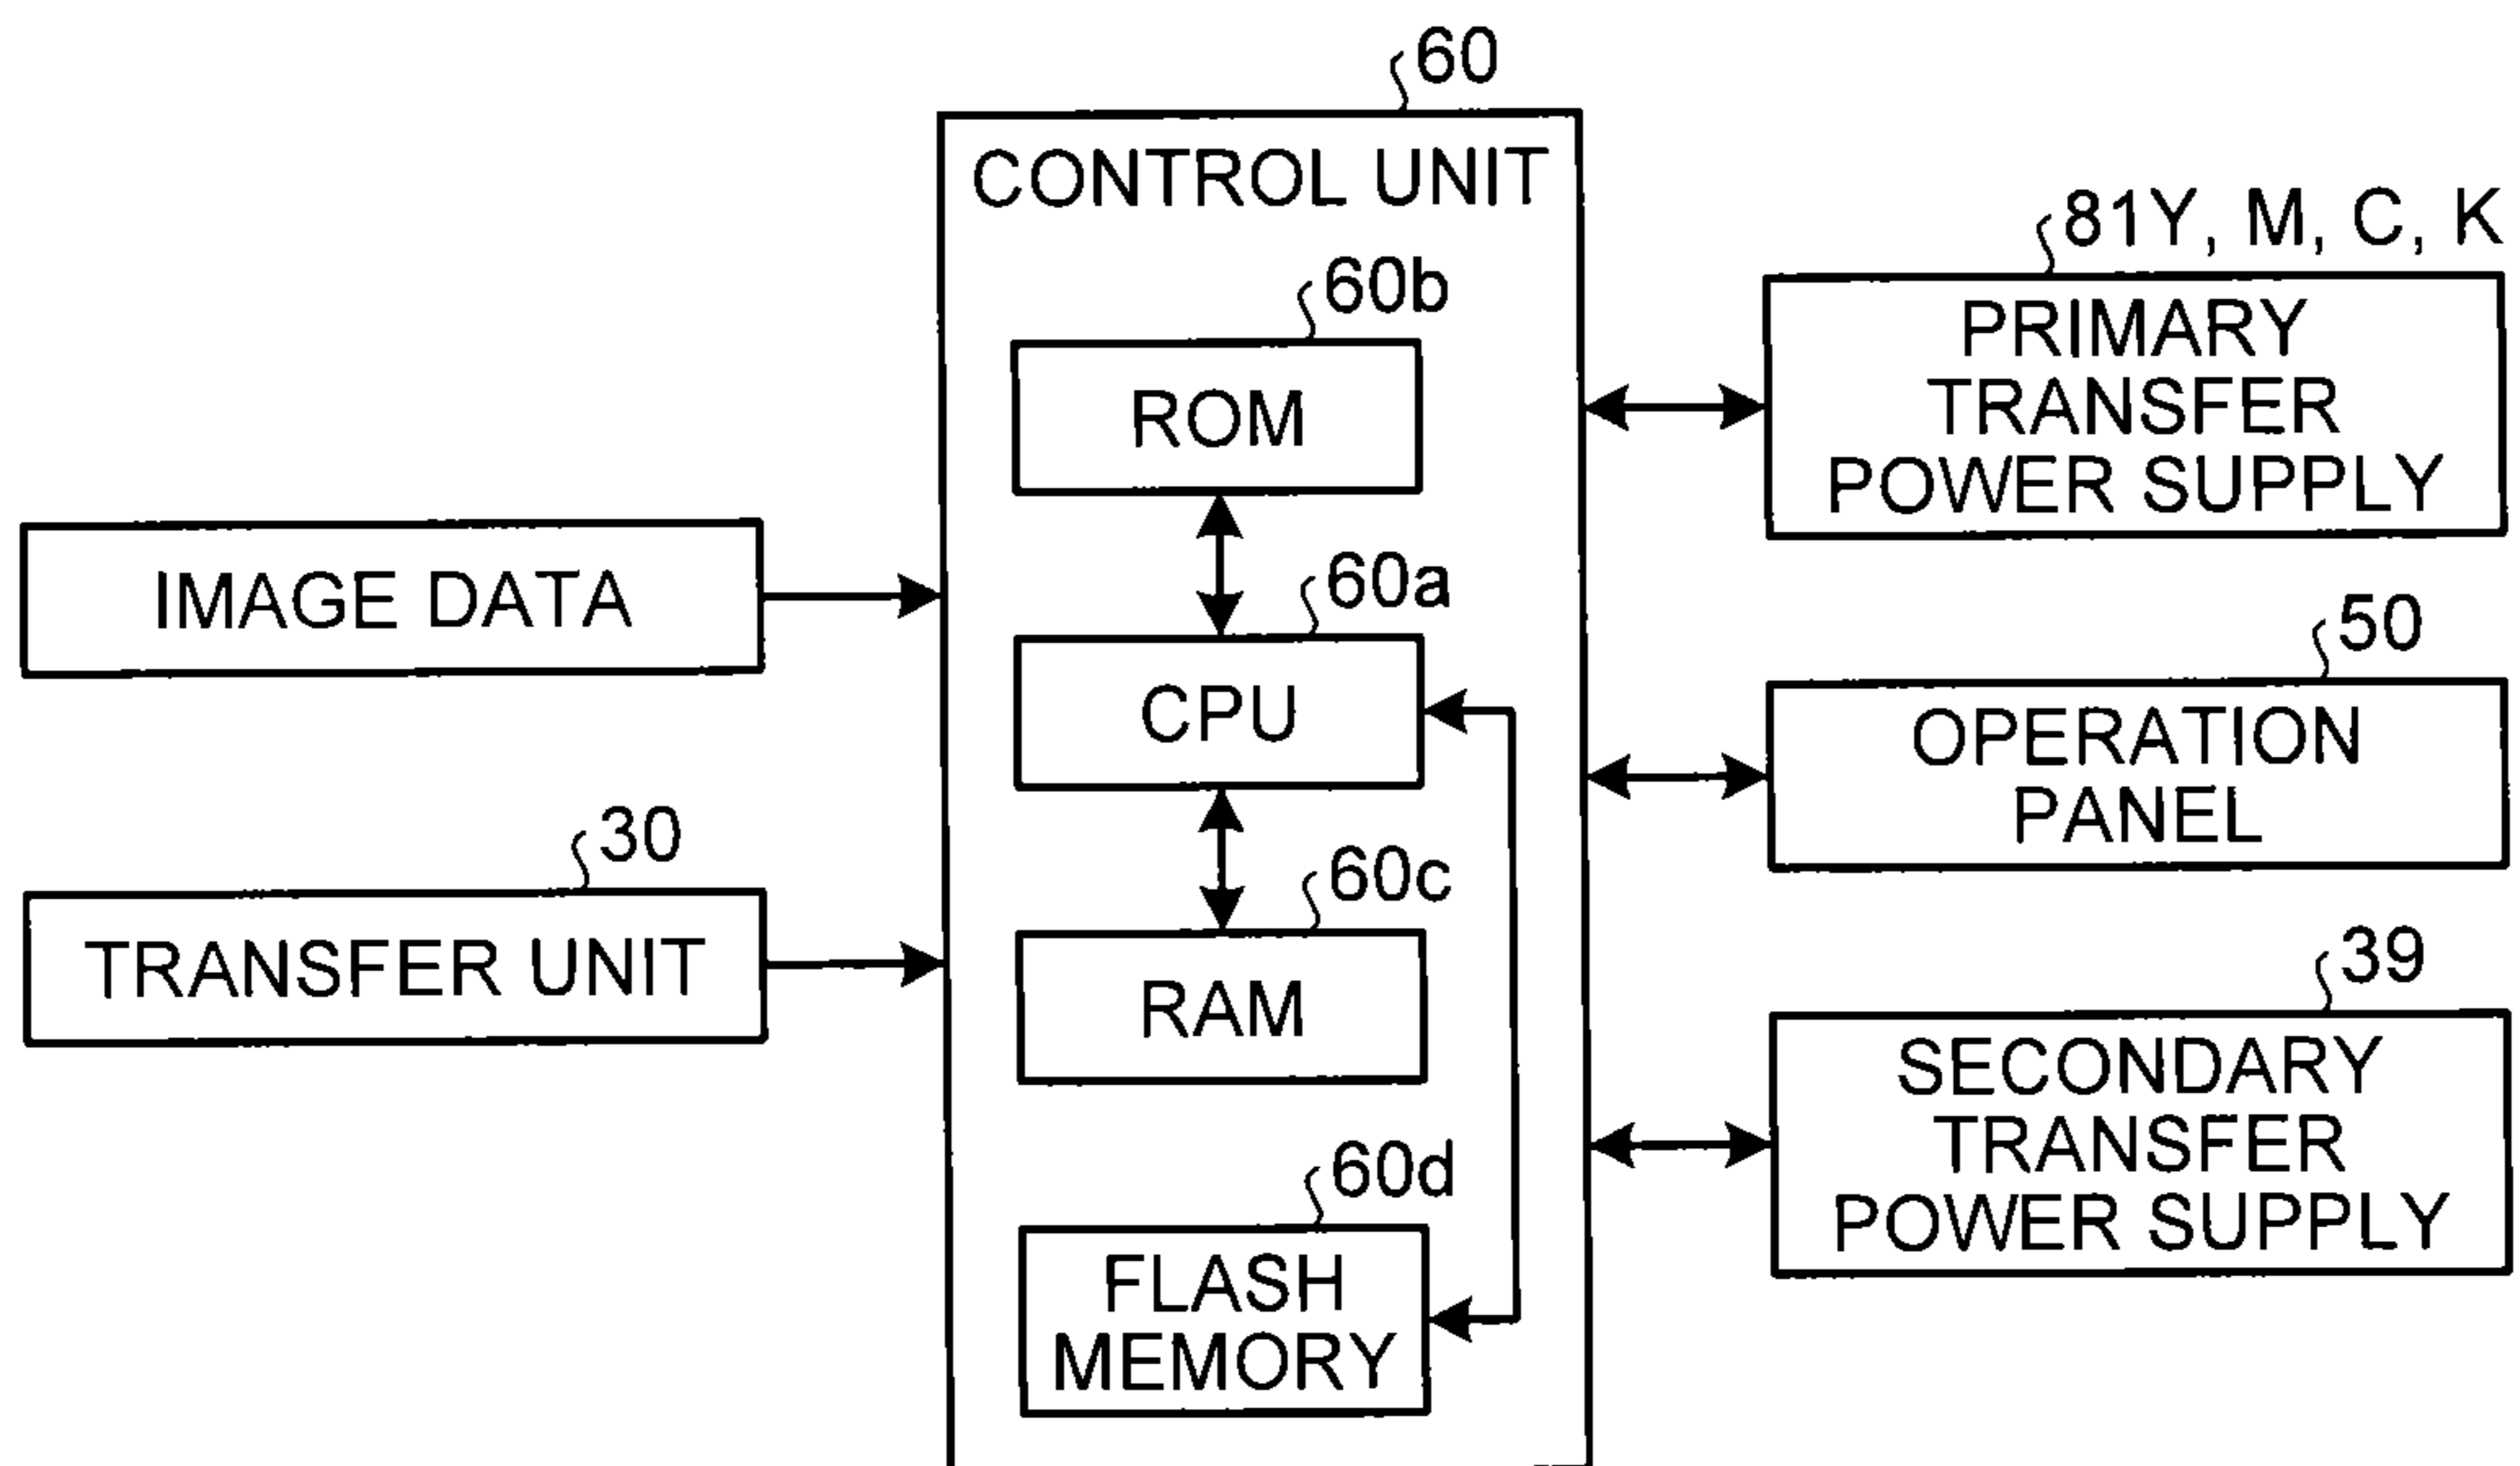 60
CONTROL UNIT
81Y, M, C, K
PRIMARY
TRANSFER
POWER SUPPLY
60b
ROM
IMAGE DATA
60a
CPU
50
OPERATION
PANEL
30
TRANSFER UNIT
60c
RAM
39
SECONDARY
TRANSFER
POWER SUPPLY
60d
FLASH
MEMORY